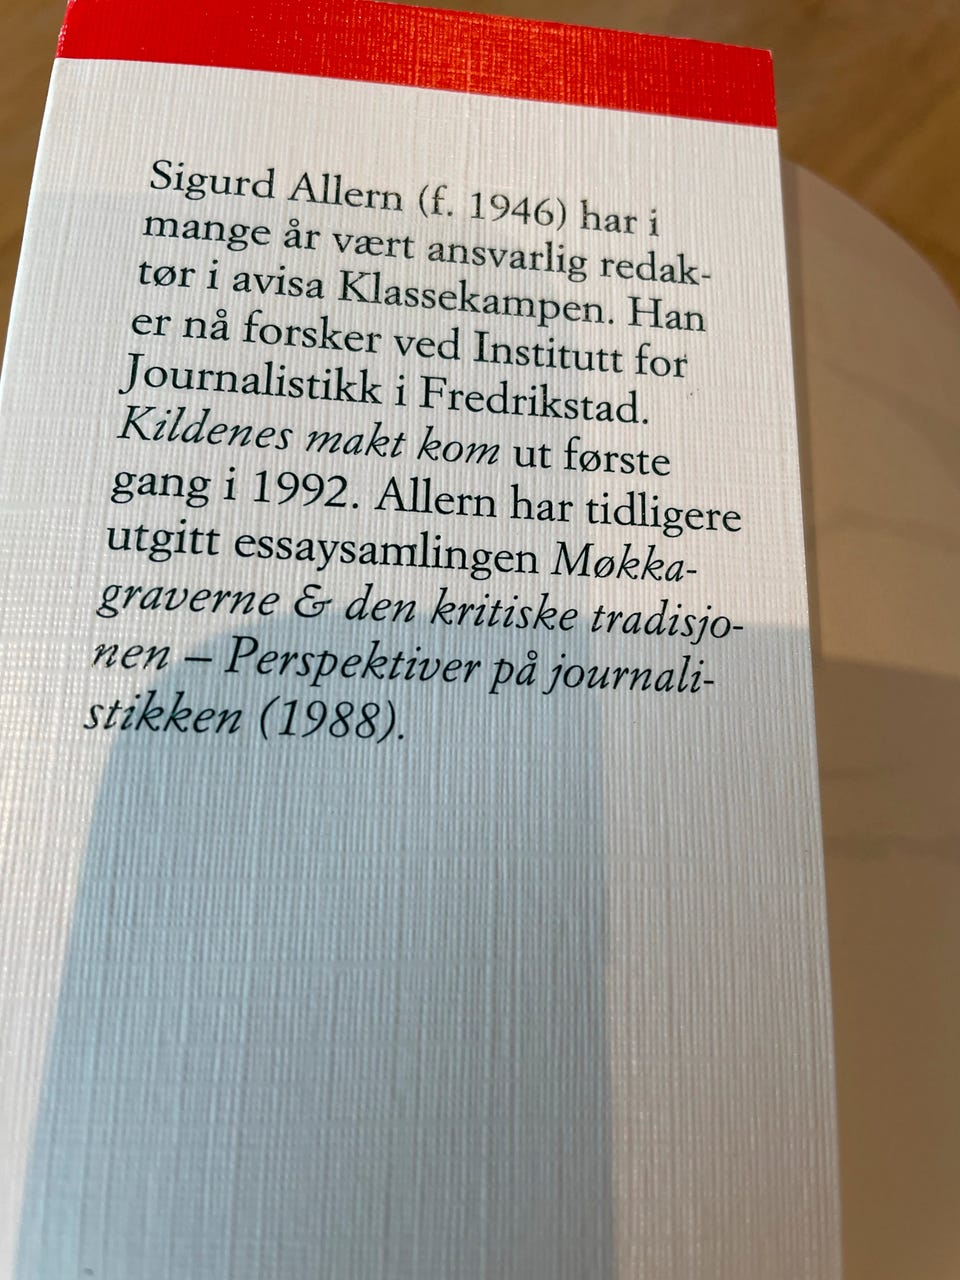 Sigurd Allern (f. 1946) har i
mange år vært ansvarlig redak-
tør i avisa Klassekampen. Han
er nå forsker ved Institutt for
Journalistikk i Fredrikstad.
Kildenes makt kom ut første
gang i 1992. Allern har tidligere
utgitt essaysamlingen Møkka-
graverne & den kritiske tradisjo-
nen – Perspektiver på journali-
stikken (1988).